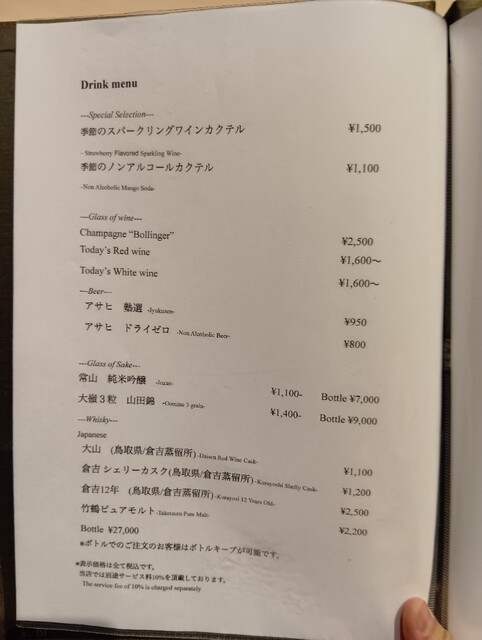 Drink menu
---Special Selection---
季節のスパークリングワインカクテル ¥1,500
- Strawberry Flavored Sparkling Wine-
季節のノンアルコールカクテル ¥1,100
-Non Alcoholic Mango Soda-
---Glass of wine---
Champagne “Bollinger” ¥2,500
Today’s Red wine ¥1,600〜
Today’s White wine ¥1,600〜
---Beer---
アサヒ 熟選 -Jyukusen- ¥950
アサヒ ドライゼロ -Non Alcoholic Beer- ¥800
---Glass of Sake---
常山 純米吟醸 -Jozan- ¥1,100- Bottle ¥7,000
大嶺３粒 山田錦 -Oomine 3 grain- ¥1,400- Bottle ¥9,000
---Whisky---
Japanese
大山 (鳥取県/倉吉蒸留所) -Daisen Red Wine Cask- ¥1,100
倉吉 シェリーカスク(鳥取県/倉吉蒸留所) -Kurayoshi Sherry Cask- ¥1,200
倉吉12年 (鳥取県/倉吉蒸留所) -Kurayosi 12 Years Old- ¥2,500
竹鶴ピュアモルト -Taketsuru Pure Malt- ¥2,200
Bottle ¥27,000
*ボトルでのご注文のお客様はボトルキープが可能です。
*表示価格は全て税込です。
当店では別途サービス料10%を頂戴しております。
The service fee of 10% is charged separately